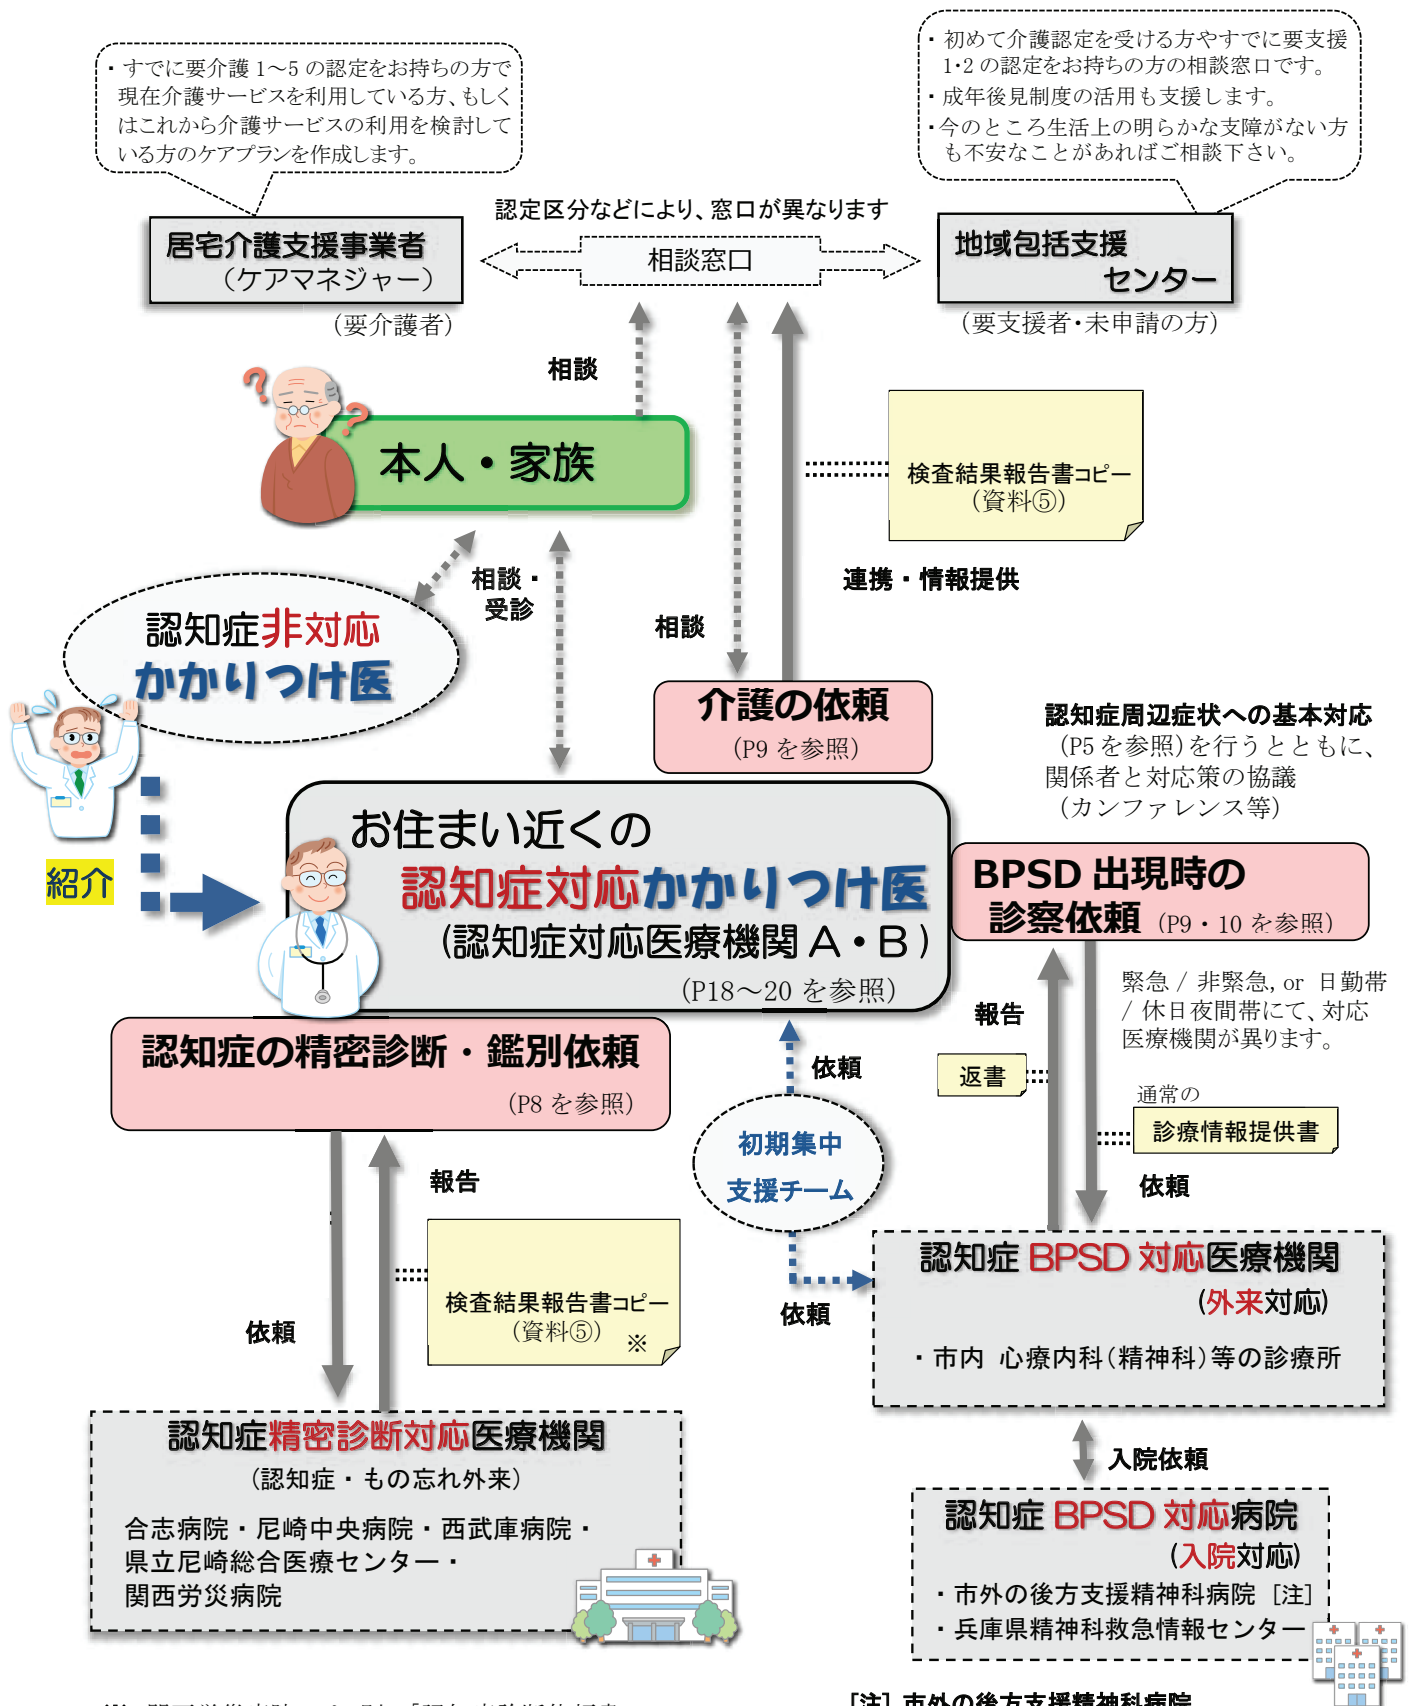 ・すでに要介護 1～5 の認定をお持ちの方で
現在介護サービスを利用している方、もしく
はこれから介護サービスの利用を検討して
いる方のケアプランを作成します。
・ 初めて介護認定を受ける方やすでに要支援
1・2 の認定をお持ちの方の相談窓口です。
・ 成年後見制度の活用も支援します。
・今のところ生活上の明らかな支障がない方
も不安なことがあればご相談下さい。
認定区分などにより、窓口が異なります
居宅介護支援事業者
（ケアマネジャー）
（要介護者）
相談窓口
地域包括支援
センター
（要支援者・未申請の方）
相談
本人・家族
検査結果報告書コピー
（資料⑤）
連携・情報提供
相談・
受診
相談
認知症非対応
かかりつけ医
介護の依頼
（P9 を参照）
認知症周辺症状への基本対応
（P5 を参照）を行うとともに、
関係者と対応策の協議
（カンファレンス等）
紹介
お住まい近くの
認知症対応かかりつけ医
（認知症対応医療機関 A・B ）
（P18～20 を参照）
BPSD 出現時の
診察依頼 （P9・10 を参照）
緊急 / 非緊急, or 日勤帯
/ 休日夜間帯にて、対応
医療機関が異ります。
報告
返書
通常の
診療情報提供書
依頼
認知症の精密診断・鑑別依頼
（P8 を参照）
依頼
初期集中
支援チーム
依頼
報告
検査結果報告書コピー
（資料⑤） ※
依頼
認知症 BPSD 対応医療機関
（外来対応）
・市内 心療内科（精神科）等の診療所
認知症精密診断対応医療機関
（認知症・もの忘れ外来）
合志病院・尼崎中央病院・西武庫病院・
県立尼崎総合医療センター・
関西労災病院
入院依頼
認知症 BPSD 対応病院
（入院対応）
・市外の後方支援精神科病院 ［注］
・兵庫県精神科救急情報センター
［注］市外の後方支援精神科病院